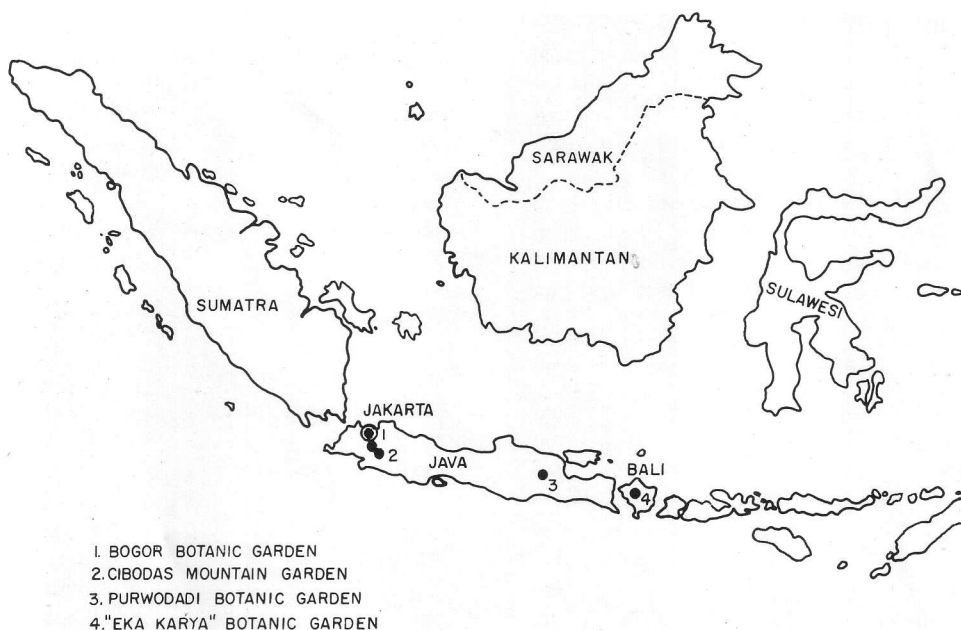 SARAWAK
KALIMANTAN
SULAWESI
SUMATRA
JAKARTA
1
2
JAVA
3
BALI
4
1. BOGOR BOTANIC GARDEN
2. CIBODAS MOUNTAIN GARDEN
3. PURWODADI BOTANIC GARDEN
4. "EKA KARYA" BOTANIC GARDEN